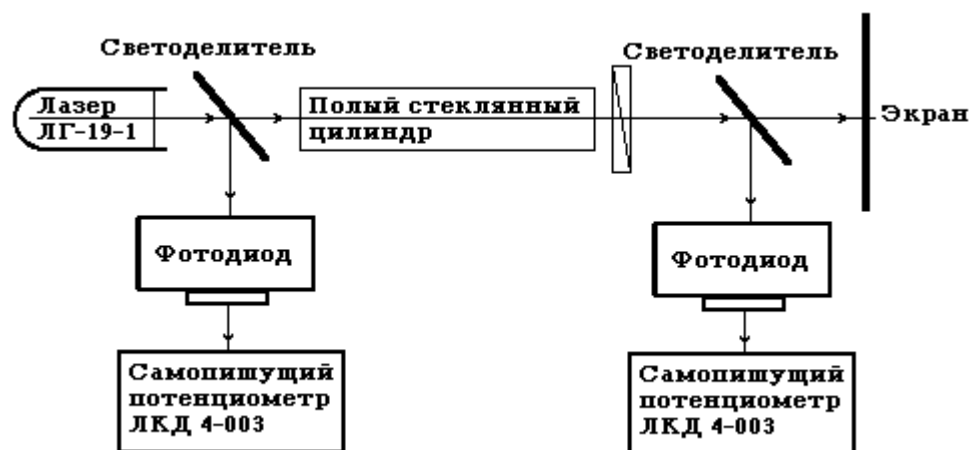 Светоделитель
Светоделитель
Лазер
ЛГ-19-1
Полый стеклянный
цилиндр
Экран
Фотодиод
Фотодиод
Самопишущий
потенциометр
ЛКД 4-003
Самопишущий
потенциометр
ЛКД 4-003